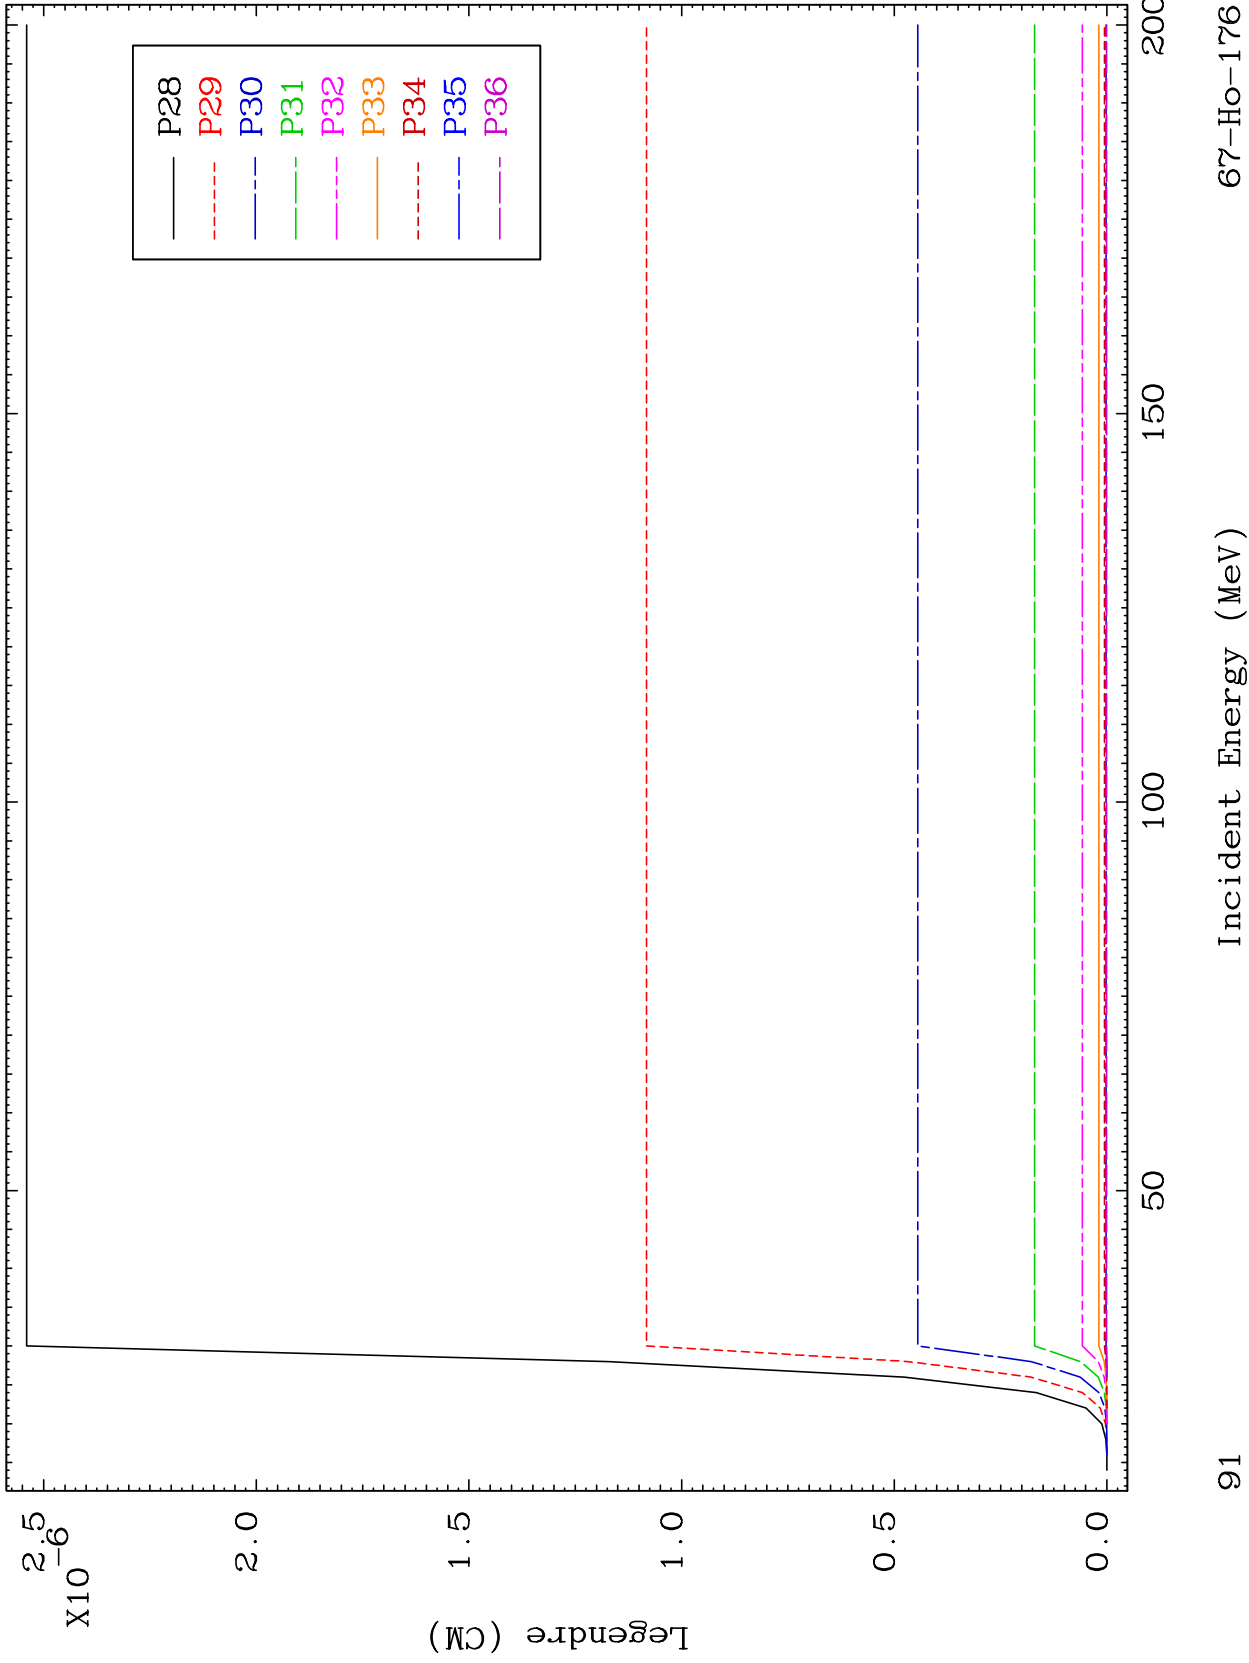 P28
P29
P30
P31
P32
P33
P34
P35
P36
2.5
2.0
1.5
1.0
0.5
0.0
X10
-6
Legendre (CM)
50
100
150
200
Incident Energy (MeV)
91
67-Ho-176